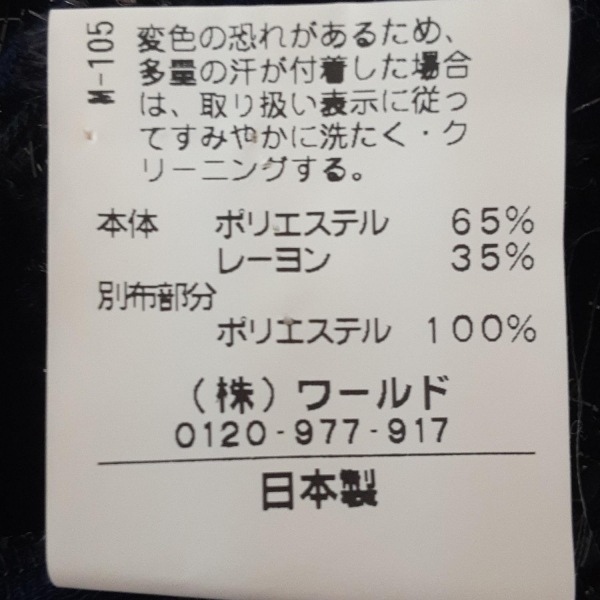 M-105
変色の恐れがあるため、
多量の汗が付着した場合
は、取り扱い表示に従っ
てすみやかに洗たく・ク
リーニングする。
本体 ポリエステル 65%
レーヨン 35%
別布部分
ポリエステル 100%
(株)ワールド
0120-977-917
日本製